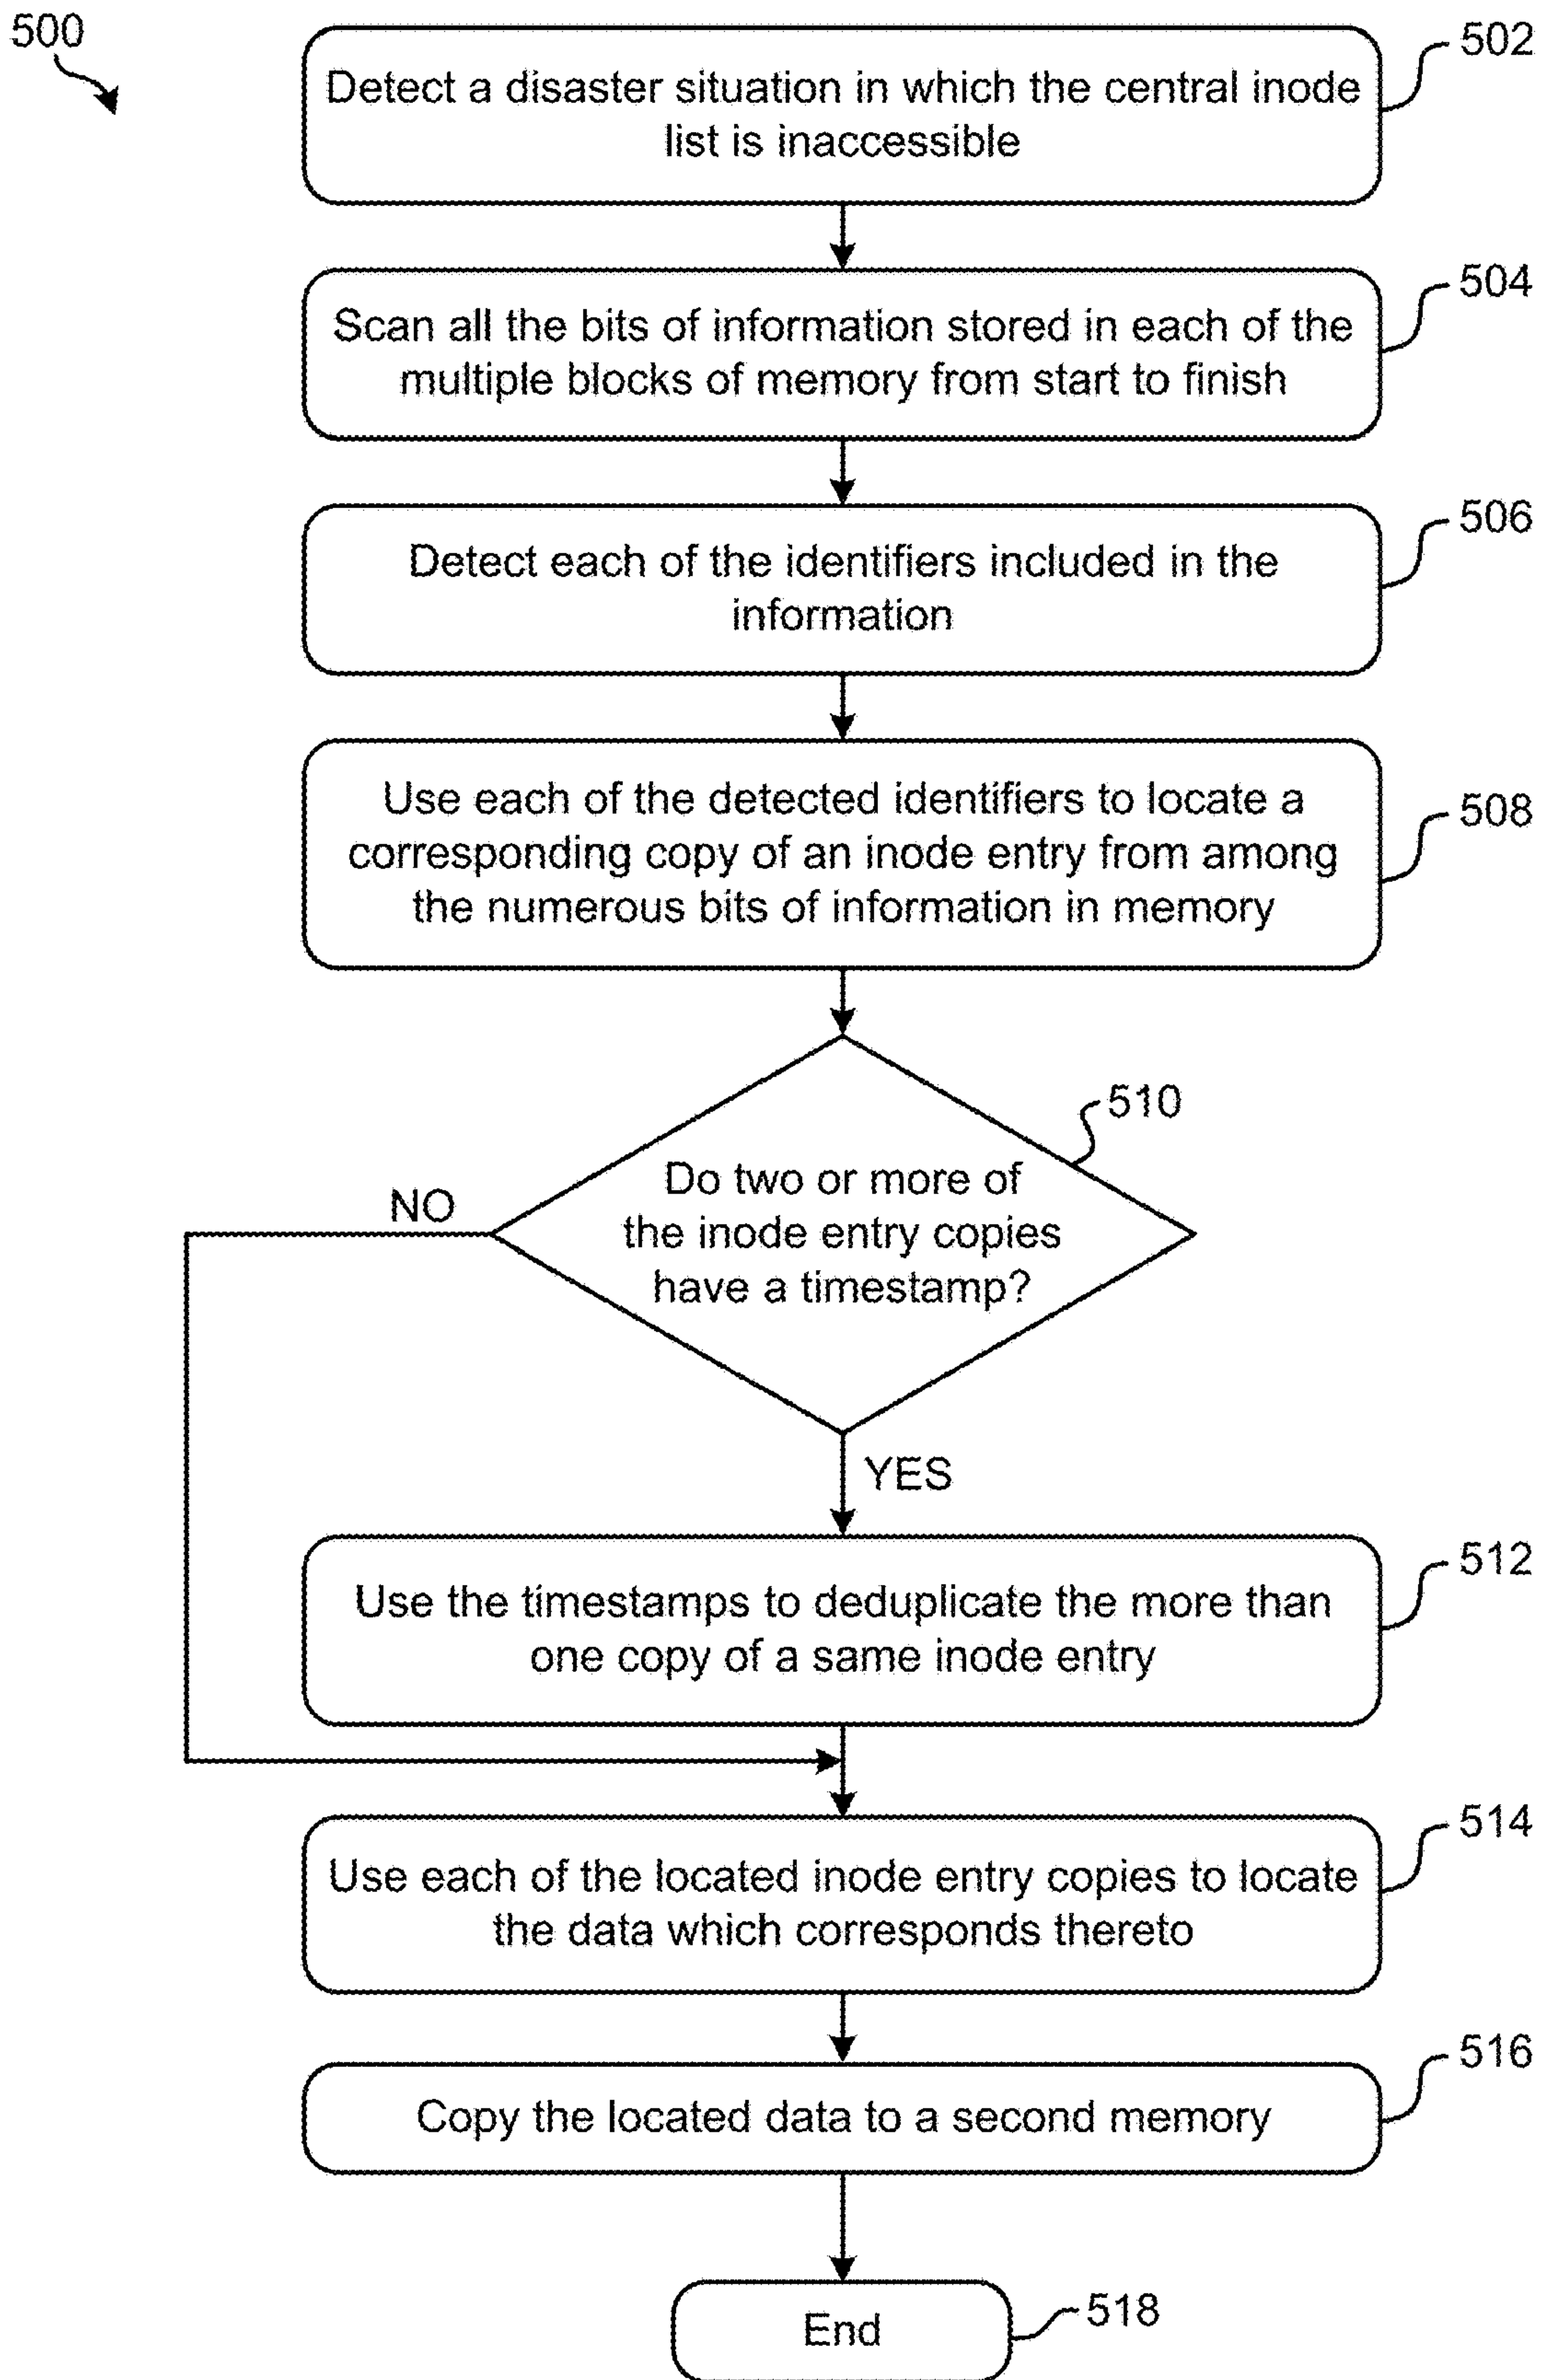 500
502
Detect a disaster situation in which the central inode
list is inaccessible
504
Scan all the bits of information stored in each of the
multiple blocks of memory from start to finish
506
Detect each of the identifiers included in the
information
508
Use each of the detected identifiers to locate a
corresponding copy of an inode entry from among
the numerous bits of information in memory
510
Do two or more of
the inode entry copies
have a timestamp?
NO
YES
512
Use the timestamps to deduplicate the more than
one copy of a same inode entry
514
Use each of the located inode entry copies to locate
the data which corresponds thereto
516
Copy the located data to a second memory
End
518